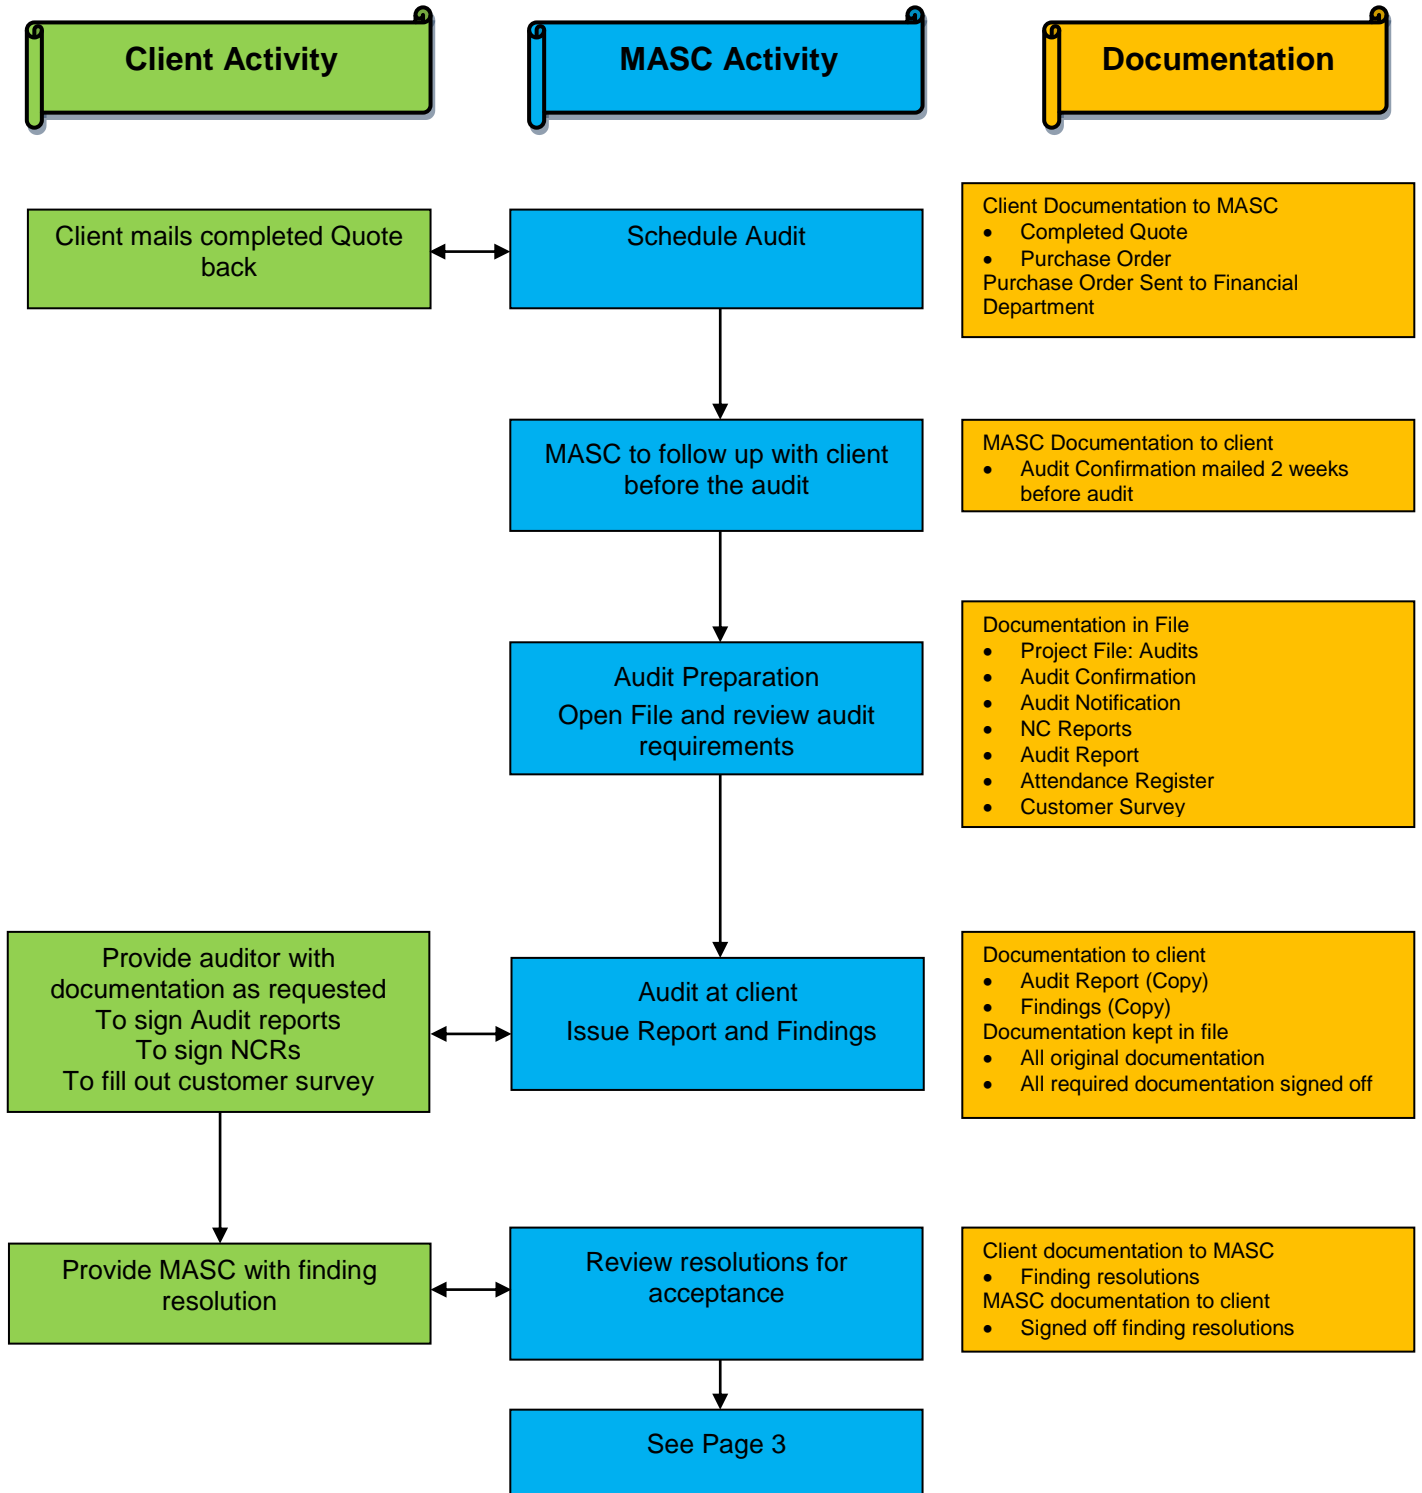 Client Activity
MASC Activity
Documentation
Client mails completed Quote
back
Schedule Audit
Client Documentation to MASC
• Completed Quote
• Purchase Order
Purchase Order Sent to Financial
Department
MASC to follow up with client
before the audit
MASC Documentation to client
• Audit Confirmation mailed 2 weeks
before audit
Audit Preparation
Open File and review audit
requirements
Documentation in File
• Project File: Audits
• Audit Confirmation
• Audit Notification
• NC Reports
• Audit Report
• Attendance Register
• Customer Survey
Provide auditor with
documentation as requested
To sign Audit reports
To sign NCRs
To fill out customer survey
Audit at client
Issue Report and Findings
Documentation to client
• Audit Report (Copy)
• Findings (Copy)
Documentation kept in file
• All original documentation
• All required documentation signed off
Provide MASC with finding
resolution
Review resolutions for
acceptance
Client documentation to MASC
• Finding resolutions
MASC documentation to client
• Signed off finding resolutions
See Page 3